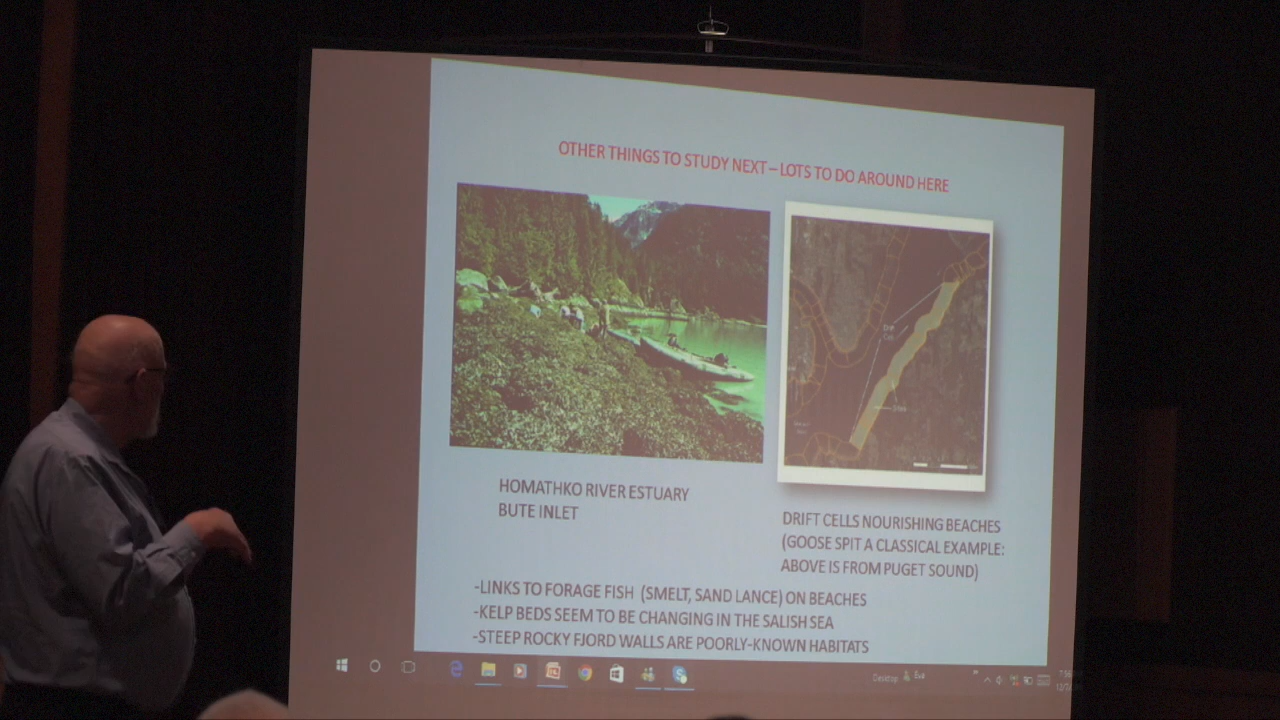 OTHER THINGS TO STUDY NEXT – LOTS TO DO AROUND HERE
HOMATHKO RIVER ESTUARY
BUTE INLET
DRIFT CELLS NOURISHING BEACHES
(GOOSE SPIT A CLASSICAL EXAMPLE:
ABOVE IS FROM PUGET SOUND)
-LINKS TO FORAGE FISH (SMELT, SAND LANCE) ON BEACHES
-KELP BEDS SEEM TO BE CHANGING IN THE SALISH SEA
-STEEP ROCKY FJORD WALLS ARE POORLY-KNOWN HABITATS
Desktop